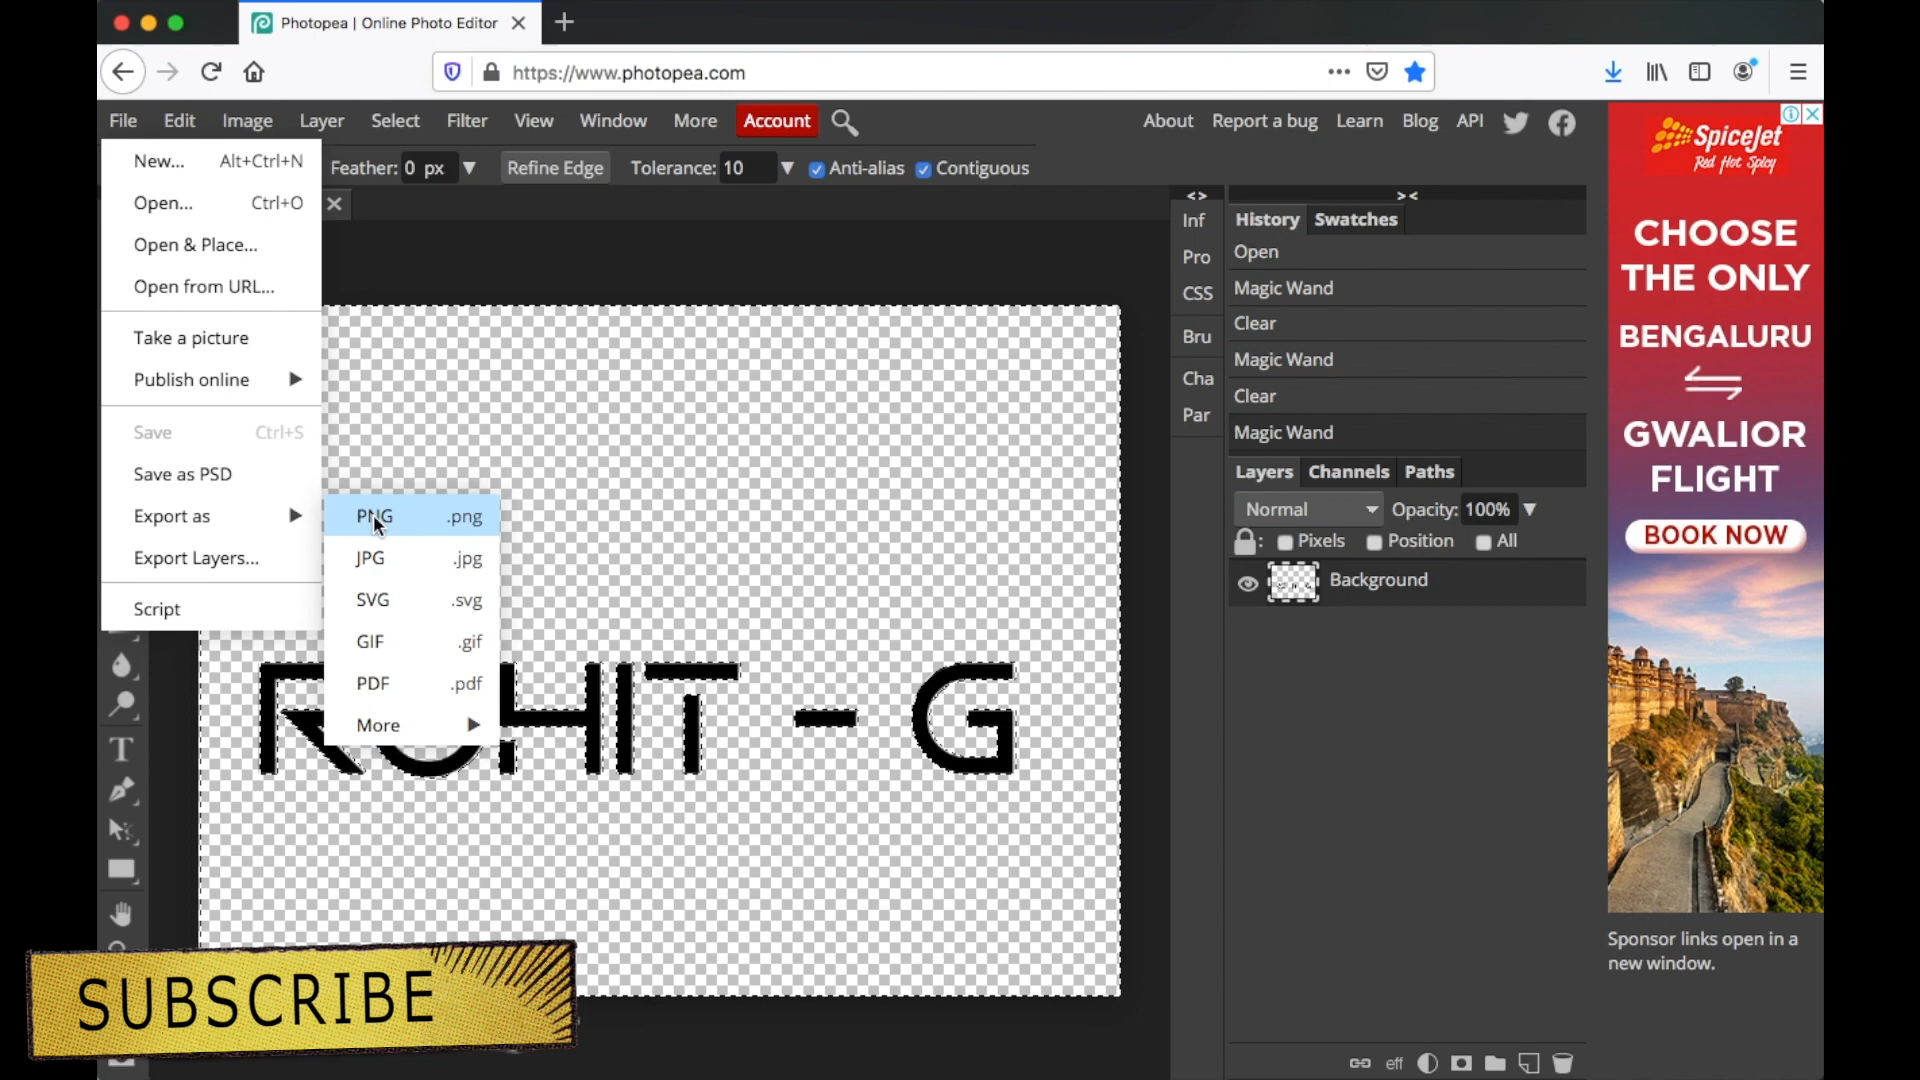 Photopea | Online Photo Editor
https://www.photopea.com
File Edit Image Layer Select Filter View Window More Account
About Report a bug Learn Blog API
Feather: 0 px Refine Edge Tolerance: 10 Anti-alias Contiguous
New... Alt+Ctrl+N
Open... Ctrl+O
Open & Place...
Open from URL...
Take a picture
Publish online
Save Ctrl+S
Save as PSD
Export as
Export Layers...
Script
PNG .png
JPG .jpg
SVG .svg
GIF .gif
PDF .pdf
More
ROHIT - G
T
Inf
Pro
CSS
Bru
Cha
Par
<> ><
History Swatches
Open
Magic Wand
Clear
Magic Wand
Clear
Magic Wand
Layers Channels Paths
Normal Opacity: 100%
: Pixels Position All
Background
eff
SpiceJet
Red Hot Spicy
CHOOSE
THE ONLY
BENGALURU
GWALIOR
FLIGHT
BOOK NOW
Sponsor links open in a
new window.
SUBSCRIBE